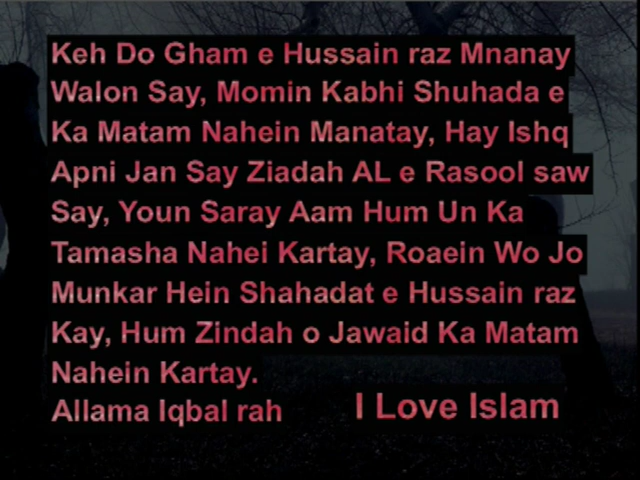 Keh Do Gham e Hussain raz Mnanay
Walon Say, Momin Kabhi Shuhada e
Ka Matam Nahein Manatay, Hay Ishq
Apni Jan Say Ziadah AL e Rasool saw
Say, Youn Saray Aam Hum Un Ka
Tamasha Nahei Kartay, Roaein Wo Jo
Munkar Hein Shahadat e Hussain raz
Kay, Hum Zindah o Jawaid Ka Matam
Nahein Kartay.
Allama Iqbal rah I Love Islam